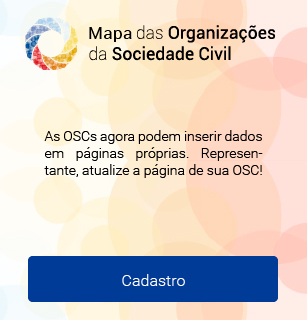 Mapa das Organizações
da Sociedade Civil
As OSCs agora podem inserir dados
em páginas próprias. Represen-
tante, atualize a página de sua OSC!
Cadastro